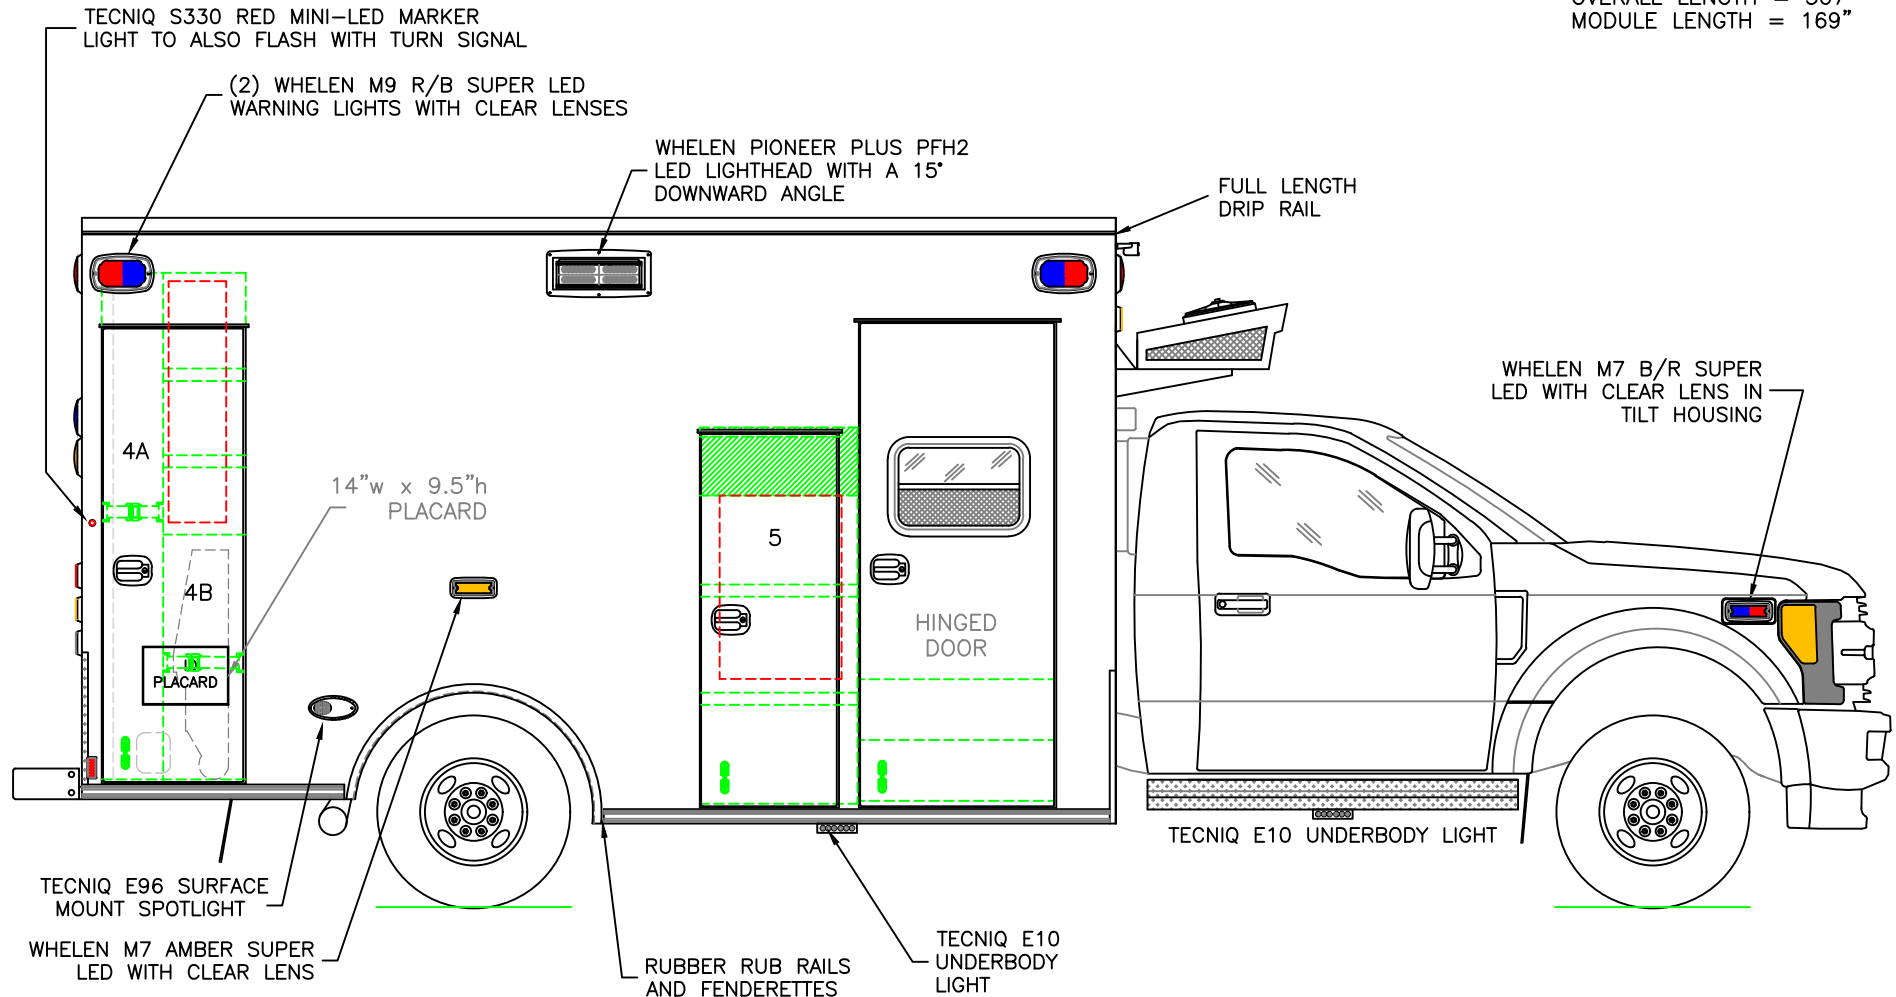 TECNIQ S330 RED MINI-LED MARKER
LIGHT TO ALSO FLASH WITH TURN SIGNAL
(2) WHELEN M9 R/B SUPER LED
WARNING LIGHTS WITH CLEAR LENSES
WHELEN PIONEER PLUS PFH2
LED LIGHTHEAD WITH A 15°
DOWNWARD ANGLE
FULL LENGTH
DRIP RAIL
OVERALL LENGTH =
MODULE LENGTH = 169"
WHELEN M7 B/R SUPER
LED WITH CLEAR LENS IN
TILT HOUSING
4A
14"w x 9.5"h
PLACARD
5
4B
HINGED
DOOR
PLACARD
TECNIQ E10 UNDERBODY LIGHT
TECNIQ E96 SURFACE
MOUNT SPOTLIGHT
WHELEN M7 AMBER SUPER
LED WITH CLEAR LENS
RUBBER RUB RAILS
AND FENDERETTES
TECNIQ E10
UNDERBODY
LIGHT